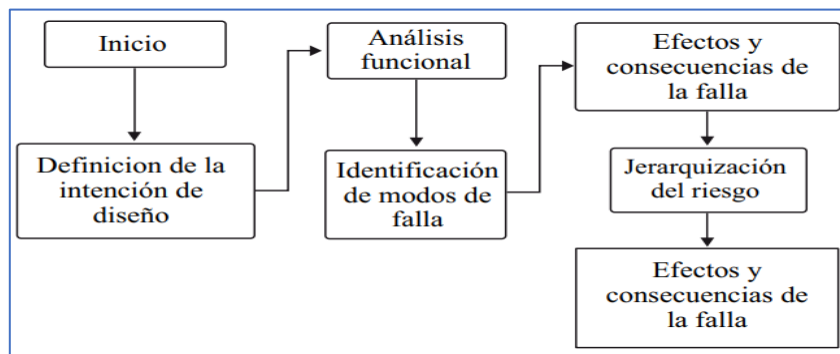 Inicio
Definicion de la
intención de
diseño
Análisis
funcional
Identificación
de modos de
falla
Efectos y
consecuencias de
la falla
Jerarquización
del riesgo
Efectos y
consecuencias de
la falla